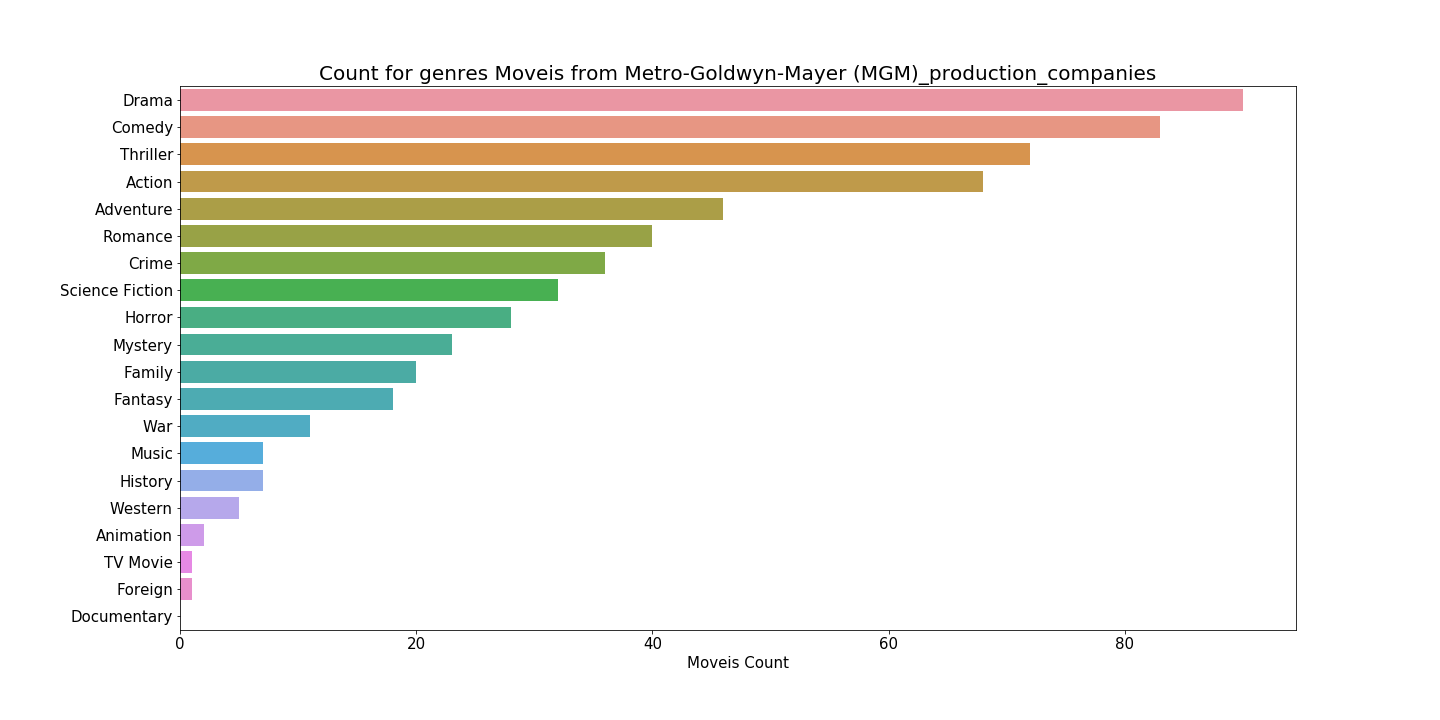 Count for genres Moveis from Metro-Goldwyn-Mayer (MGM)_production_companies
Drama
Comedy
Thriller
Action
Adventure
Romance
Crime
Science Fiction
Horror
Mystery
Family
Fantasy
War
Music
History
Western
Animation
TV Movie
Foreign
Documentary
0 20 40 60 80
Moveis Count